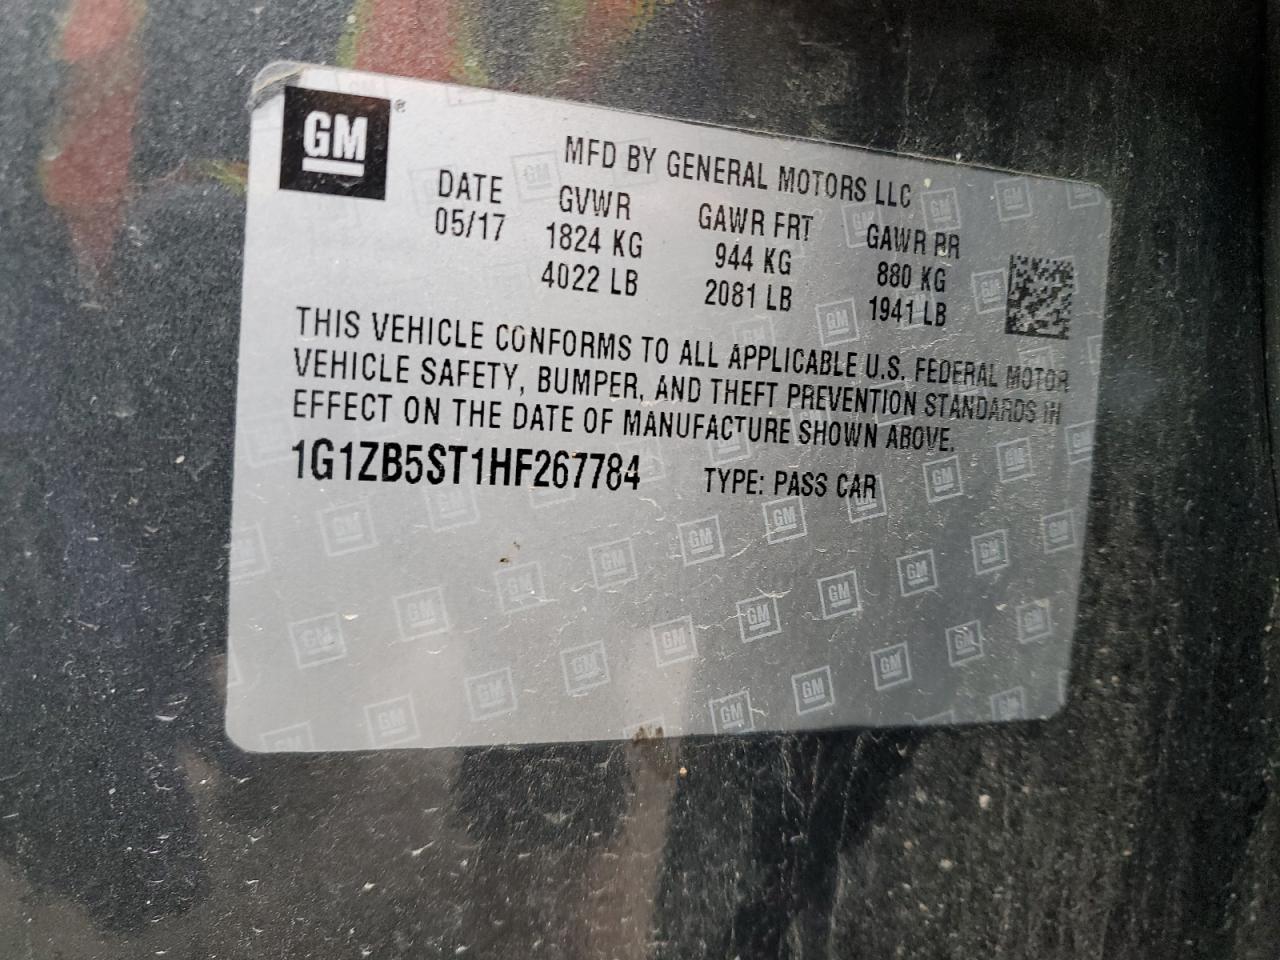 GM®
MFD BY GENERAL MOTORS LLC
DATE GVWR GAWR FRT GAWR RR
05/17 1824 KG 944 KG 880 KG
4022 LB 2081 LB 1941 LB
THIS VEHICLE CONFORMS TO ALL APPLICABLE U.S. FEDERAL MOTOR
VEHICLE SAFETY, BUMPER, AND THEFT PREVENTION STANDARDS IN
EFFECT ON THE DATE OF MANUFACTURE SHOWN ABOVE.
1G1ZB5ST1HF267784 TYPE: PASS CAR